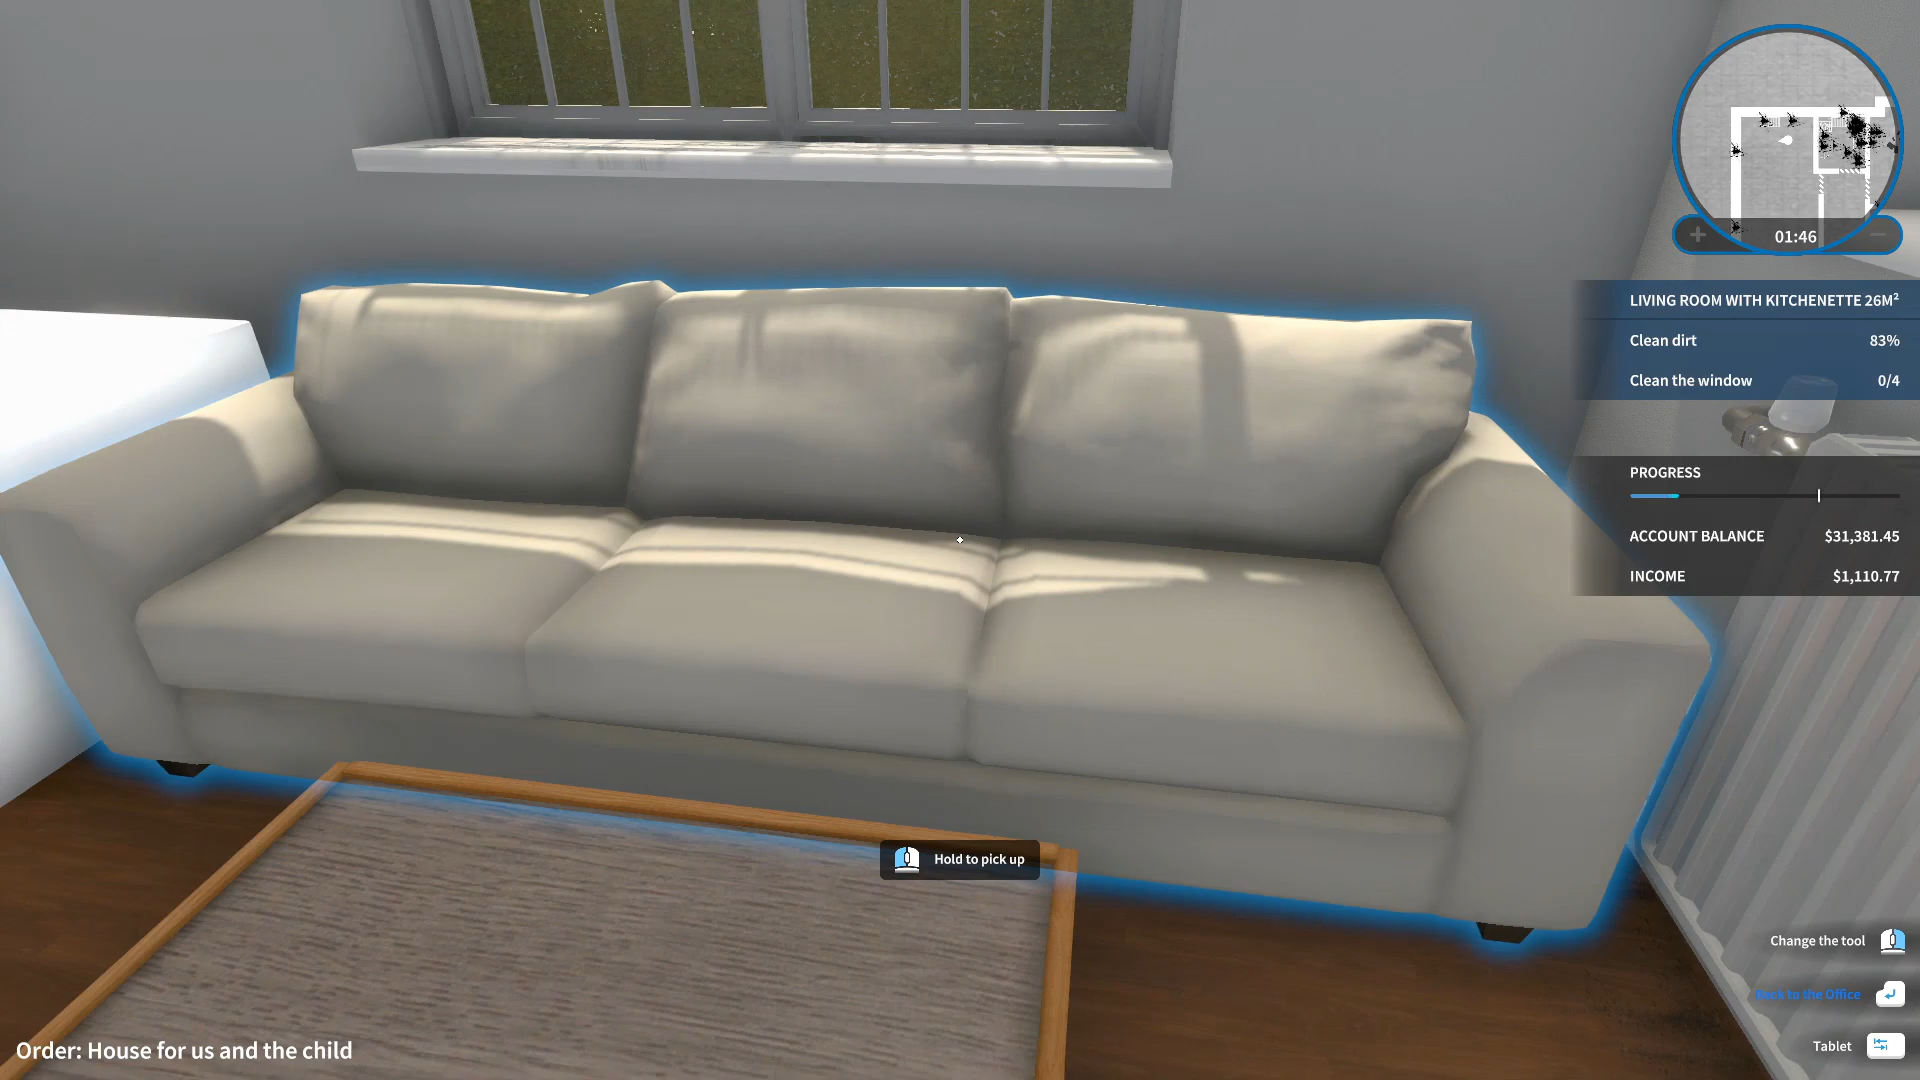 01:46
LIVING ROOM WITH KITCHENETTE 26M²
Clean dirt 83%
Clean the window 0/4
PROGRESS
ACCOUNT BALANCE $31,381.45
INCOME $1,110.77
Hold to pick up
Change the tool
Back to the Office
Tablet
Order: House for us and the child